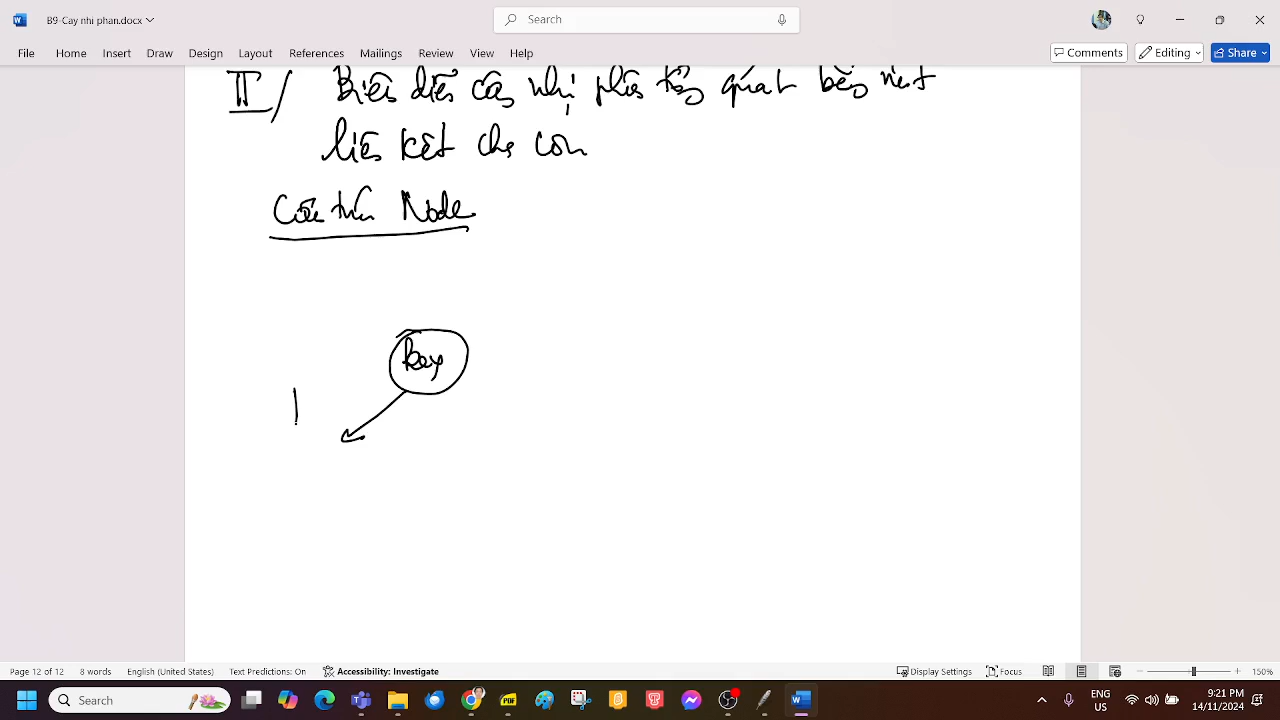 B9-Cay nhi phan.docx
Search
File Home Insert Draw Design Layout References Mailings Review View Help
Comments Editing Share
II/ Biểu diễn cây nhị phân tổng quát bằng nút
liên kết cha con
Cấu trúc Node
key
Page 12 of 12 8 words English (United States) Text Predictions: On Accessibility: Investigate Display Settings Focus 150%
Search ENG US 9:21 PM 14/11/2024